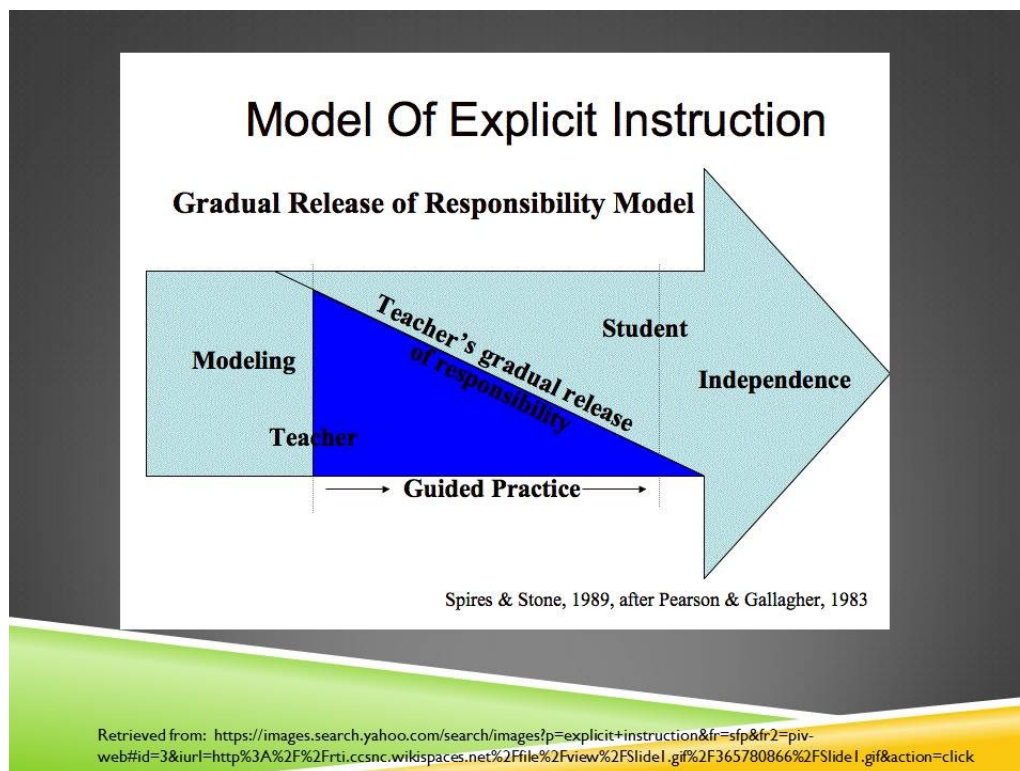 Model Of Explicit Instruction
Gradual Release of Responsibility Model
Teacher’s gradual release
of responsibility
Student
Modeling
Independence
Teacher
Guided Practice
Spires & Stone, 1989, after Pearson & Gallagher, 1983
Retrieved from: https://images.search.yahoo.com/search/images?p=explicit+instruction&fr=sfp&fr2=piv-
web#id=3&iurl=http%3A%2F%2Frti.ccsnc.wikispaces.net%2Ffile%2Fview%2FSlide1.gif%2F365780866%2FSlide1.gif&action=click